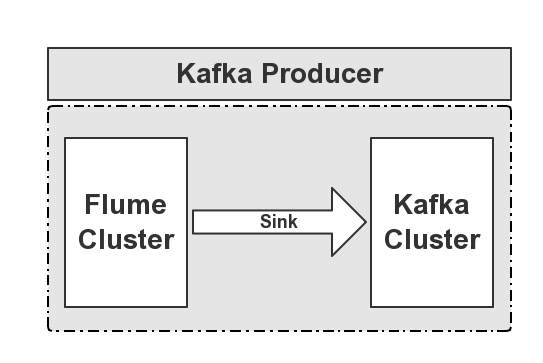 Kafka Producer
Flume
Cluster
Sink
Kafka
Cluster